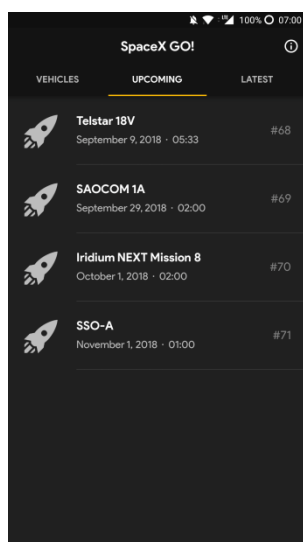 100% 07:00
SpaceX GO!
VEHICLES UPCOMING LATEST
Telstar 18V
September 9, 2018 · 05:33
#68
SAOCOM 1A
September 29, 2018 · 02:00
#69
Iridium NEXT Mission 8
October 1, 2018 · 02:00
#70
SSO-A
November 1, 2018 · 01:00
#71